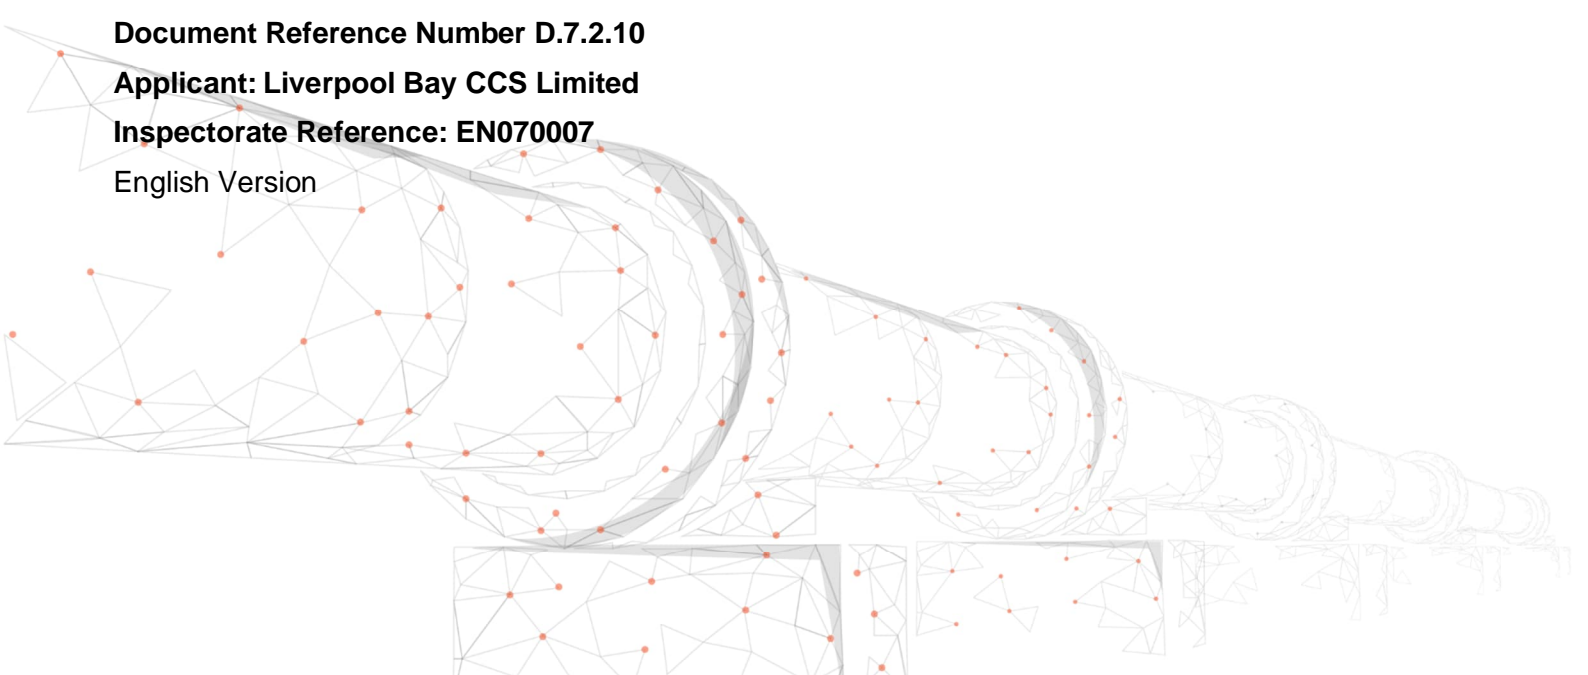 Document Reference Number D.7.2.10
Applicant: Liverpool Bay CCS Limited
Inspectorate Reference: EN070007
English Version